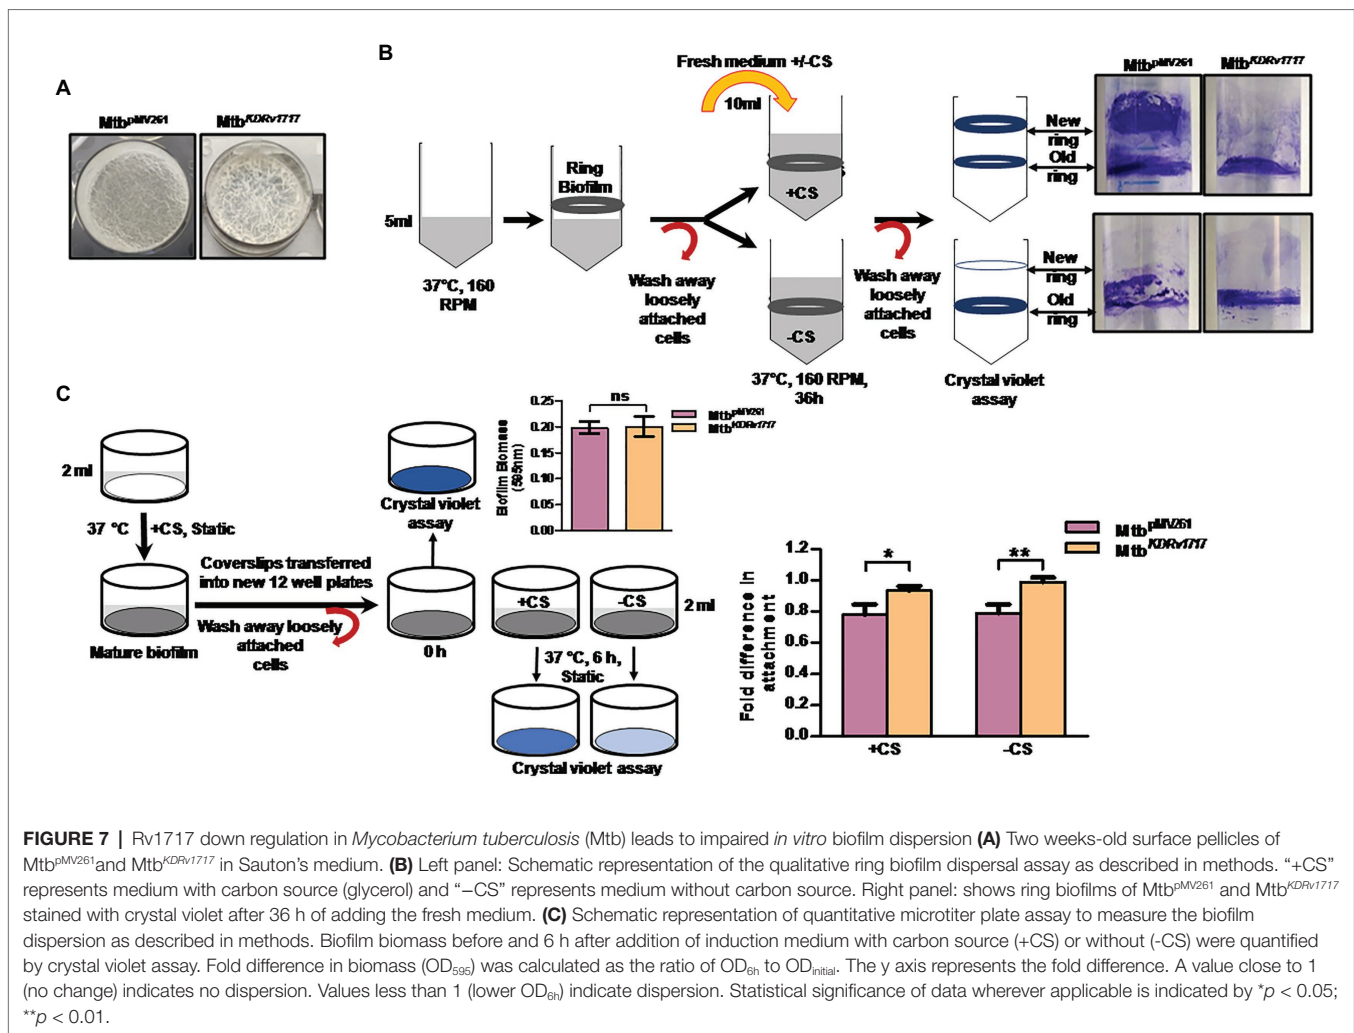 A
Mtb^pMV261
Mtb^KDRv1717
B
Fresh medium +/-CS
10ml
5ml
Ring
Biofilm
37°C, 160
RPM
Wash away
loosely
attached
cells
+CS
-CS
37°C, 160 RPM,
36h
Wash away
loosely
attached
cells
New
ring
Old
ring
New
ring
Old
ring
Crystal violet
assay
Mtb^pMV261
Mtb^KDRv1717
C
2 ml
37 °C
+CS, Static
Mature biofilm
Coverslips transferred
into new 12 well plates
Wash away loosely
attached
cells
Crystal violet
assay
0 h
+CS
-CS
2 ml
37 °C, 6 h,
Static
Crystal violet assay
Biofilm Biomass
(595nm)
0.25
0.20
0.15
0.10
0.05
0.00
ns
Mtb^pMV261
Mtb^KDRv1717
Fold difference in
attachment
1.2
1.0
0.8
0.6
0.4
0.2
0.0
*
**
+CS
-CS
Mtb^pMV261
Mtb^KDRv1717
FIGURE 7 | Rv1717 down regulation in Mycobacterium tuberculosis (Mtb) leads to impaired in vitro biofilm dispersion (A) Two weeks-old surface pellicles of
Mtb^pMV261and Mtb^KDRv1717 in Sauton’s medium. (B) Left panel: Schematic representation of the qualitative ring biofilm dispersal assay as described in methods. “+CS”
represents medium with carbon source (glycerol) and “−CS” represents medium without carbon source. Right panel: shows ring biofilms of Mtb^pMV261 and Mtb^KDRv1717
stained with crystal violet after 36 h of adding the fresh medium. (C) Schematic representation of quantitative microtiter plate assay to measure the biofilm
dispersion as described in methods. Biofilm biomass before and 6 h after addition of induction medium with carbon source (+CS) or without (-CS) were quantified
by crystal violet assay. Fold difference in biomass (OD₅₉₅) was calculated as the ratio of OD_6h to OD_initial. The y axis represents the fold difference. A value close to 1
(no change) indicates no dispersion. Values less than 1 (lower OD_6h) indicate dispersion. Statistical significance of data wherever applicable is indicated by *p < 0.05;
**p < 0.01.